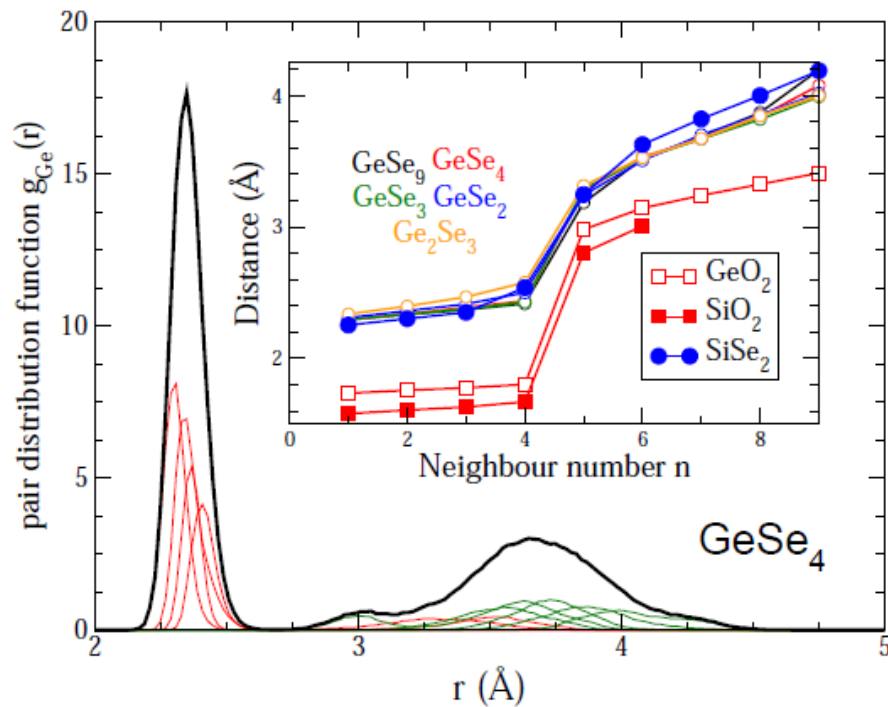 pair distribution function g_Ge(r)
20
15
10
5
0
2
3
4
5
r (Å)
GeSe₄
Distance (Å)
4
3
2
0
2
4
6
8
Neighbour number n
GeSe₉ GeSe₄
GeSe₃ GeSe₂
Ge₂Se₃
GeO₂
SiO₂
SiSe₂